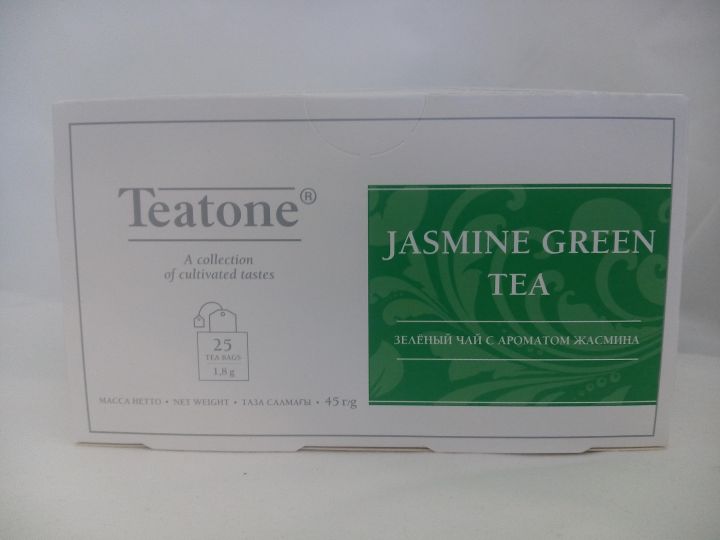 Teatone®
A collection
of cultivated tastes
25
TEA BAGS
1,8 g
МАССА НЕТТО • NET WEIGHT • ТАЗА САЛМАҒЫ • 45 г/g
JASMINE GREEN
TEA
ЗЕЛЁНЫЙ ЧАЙ С АРОМАТОМ ЖАСМИНА